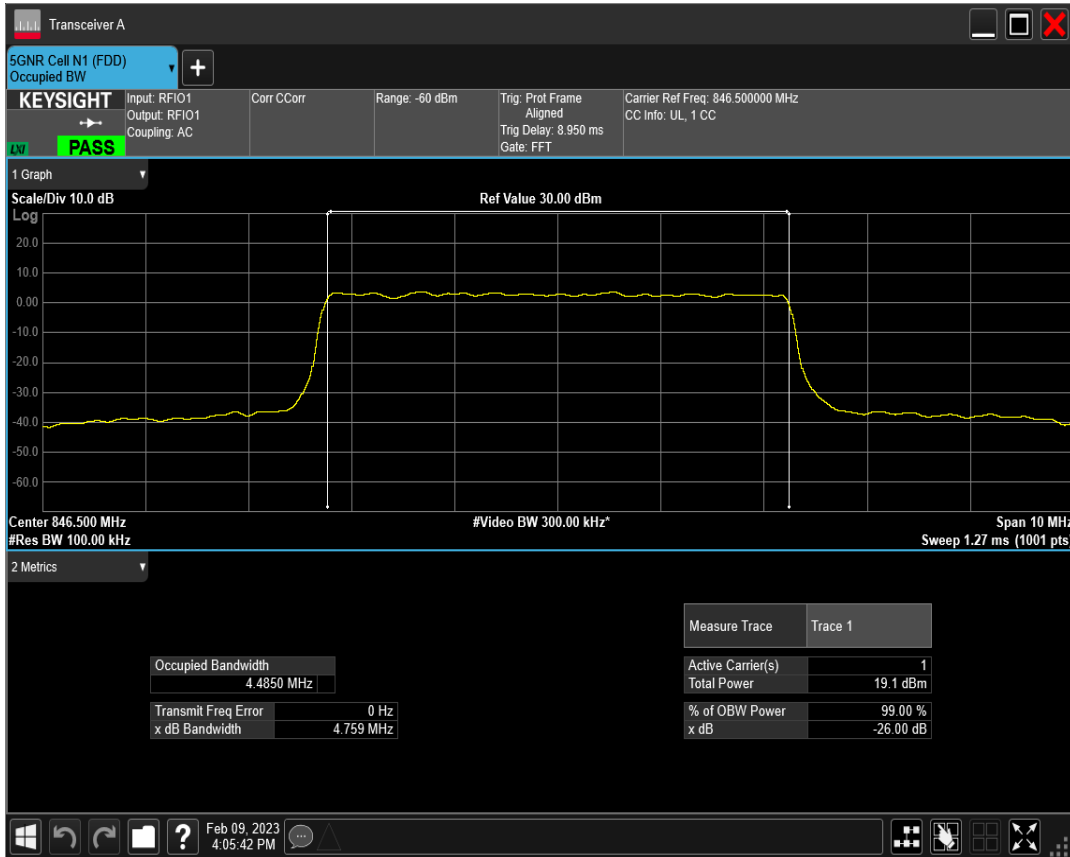 Transceiver A
5GNR Cell N1 (FDD)
Occupied BW
+
KEYSIGHT
LXI
PASS
Input: RFIO1
Output: RFIO1
Coupling: AC
Corr CCorr
Range: -60 dBm
Trig: Prot Frame
Aligned
Trig Delay: 8.950 ms
Gate: FFT
Carrier Ref Freq: 846.500000 MHz
CC Info: UL, 1 CC
1 Graph
Scale/Div 10.0 dB
Ref Value 30.00 dBm
Log
20.0
10.0
0.00
-10.0
-20.0
-30.0
-40.0
-50.0
-60.0
Center 846.500 MHz
#Video BW 300.00 kHz*
Span 10 MHz
#Res BW 100.00 kHz
Sweep 1.27 ms (1001 pts)
2 Metrics
Measure Trace Trace 1
Occupied Bandwidth
4.4850 MHz
Active Carrier(s) 1
Total Power 19.1 dBm
Transmit Freq Error 0 Hz
x dB Bandwidth 4.759 MHz
% of OBW Power 99.00 %
x dB -26.00 dB
?
Feb 09, 2023
4:05:42 PM